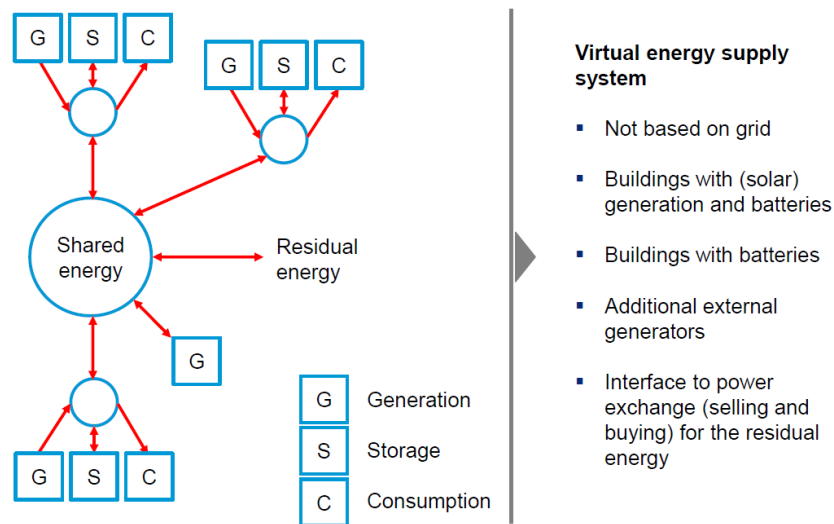 G S C
G S C
Shared
energy
Residual
energy
G
G S C
G Generation
S Storage
C Consumption
Virtual energy supply
system
▪ Not based on grid
▪ Buildings with (solar)
generation and batteries
▪ Buildings with batteries
▪ Additional external
generators
▪ Interface to power
exchange (selling and
buying) for the residual
energy